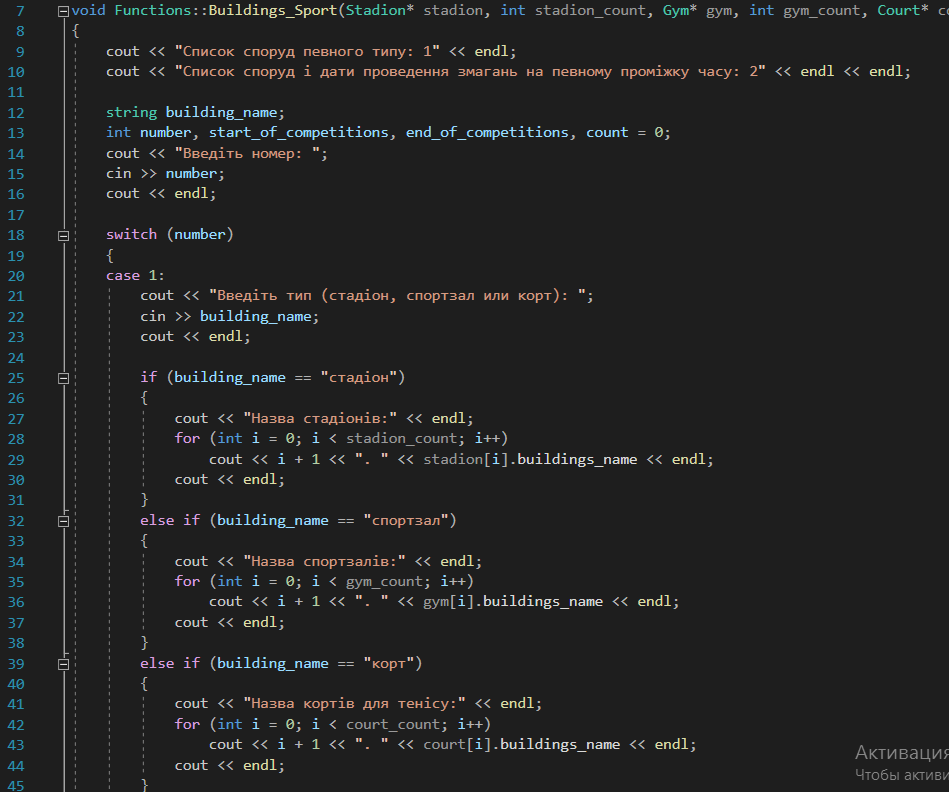 7 void Functions::Buildings_Sport(Stadion* stadion, int stadion_count, Gym* gym, int gym_count, Court*
8 {
9 cout << "Список споруд певного типу: 1" << endl;
10 cout << "Список споруд і дати проведення змагань на певному проміжку часу: 2" << endl << endl;
11
12 string building_name;
13 int number, start_of_competitions, end_of_competitions, count = 0;
14 cout << "Введіть номер: ";
15 cin >> number;
16 cout << endl;
17
18 switch (number)
19 {
20 case 1:
21 cout << "Введіть тип (стадіон, спортзал или корт): ";
22 cin >> building_name;
23 cout << endl;
24
25 if (building_name == "стадіон")
26 {
27 cout << "Назва стадіонів:" << endl;
28 for (int i = 0; i < stadion_count; i++)
29 cout << i + 1 << ". " << stadion[i].buildings_name << endl;
30 cout << endl;
31 }
32 else if (building_name == "спортзал")
33 {
34 cout << "Назва спортзалів:" << endl;
35 for (int i = 0; i < gym_count; i++)
36 cout << i + 1 << ". " << gym[i].buildings_name << endl;
37 cout << endl;
38 }
39 else if (building_name == "корт")
40 {
41 cout << "Назва кортів для тенісу:" << endl;
42 for (int i = 0; i < court_count; i++)
43 cout << i + 1 << ". " << court[i].buildings_name << endl;
44 cout << endl;
45 }
Активация
Чтобы активи